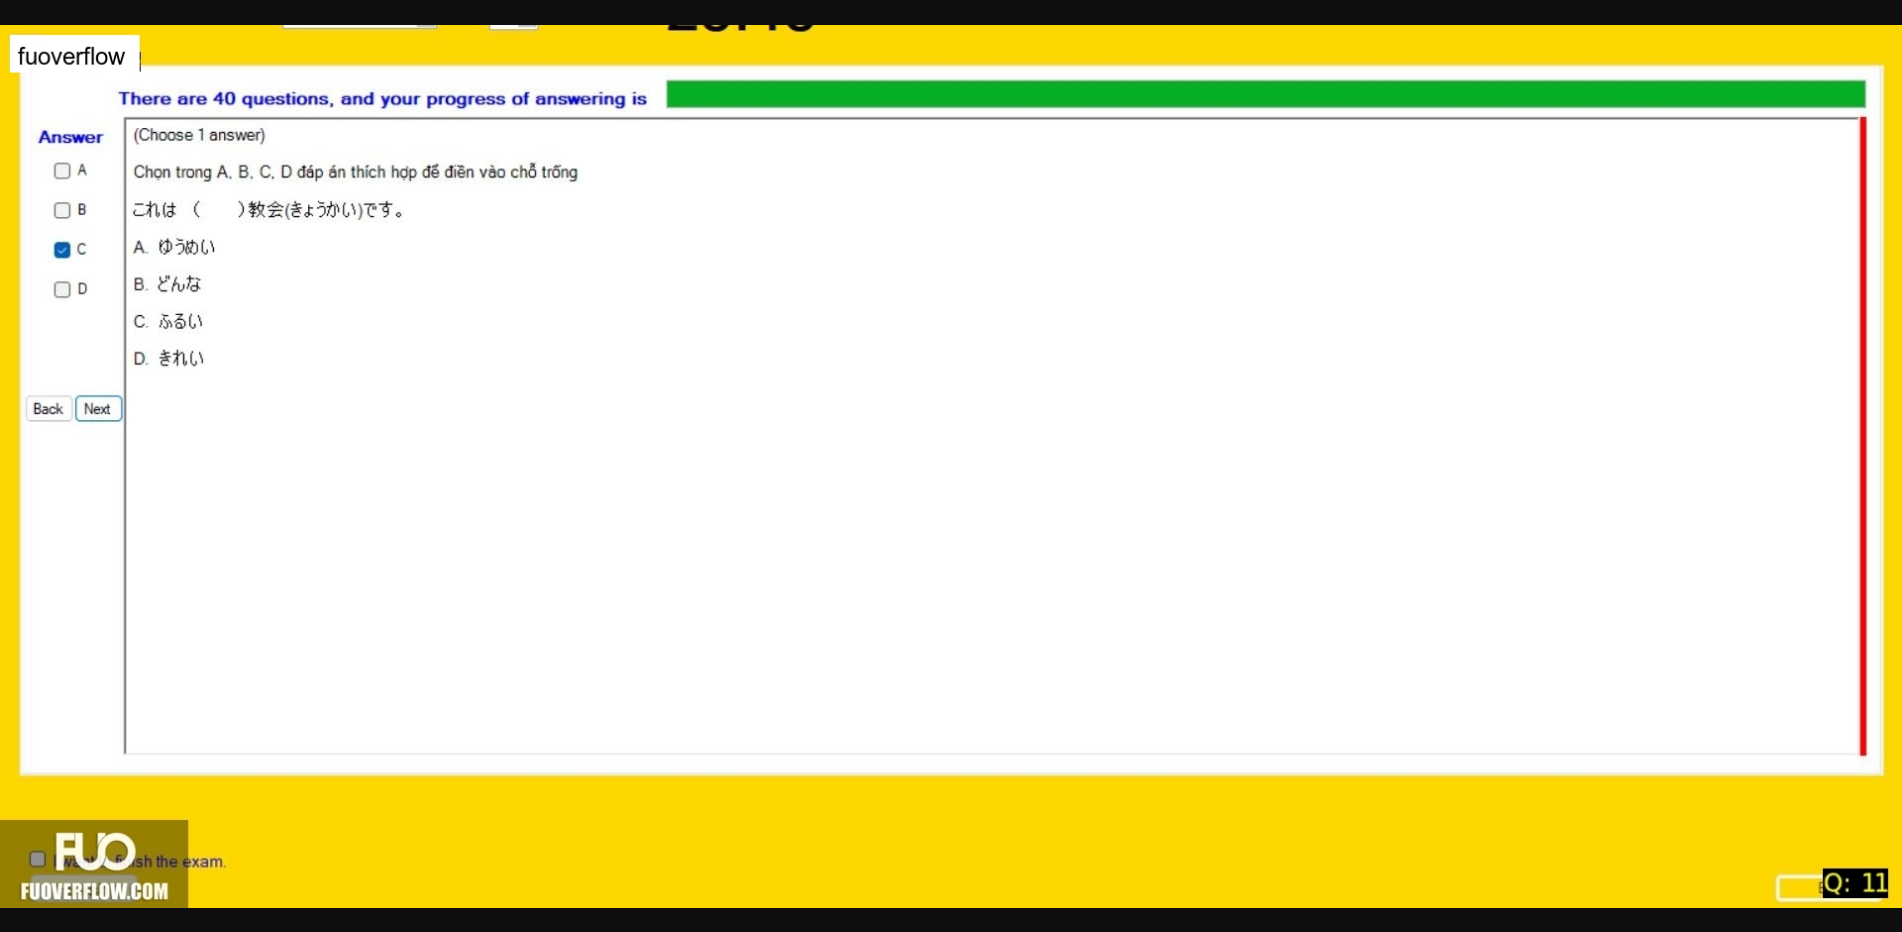 fuoverflow
There are 40 questions, and your progress of answering is
Answer
(Choose 1 answer)
A
Chọn trong A, B, C, D đáp án thích hợp để điền vào chỗ trống
B
これは （　　）教会(きょうかい)です。
C
A. ゆうめい
D
B. どんな
C. ふるい
D. きれい
Back Next
FUO
finish the exam.
FUOVERFLOW.COM
Q: 11